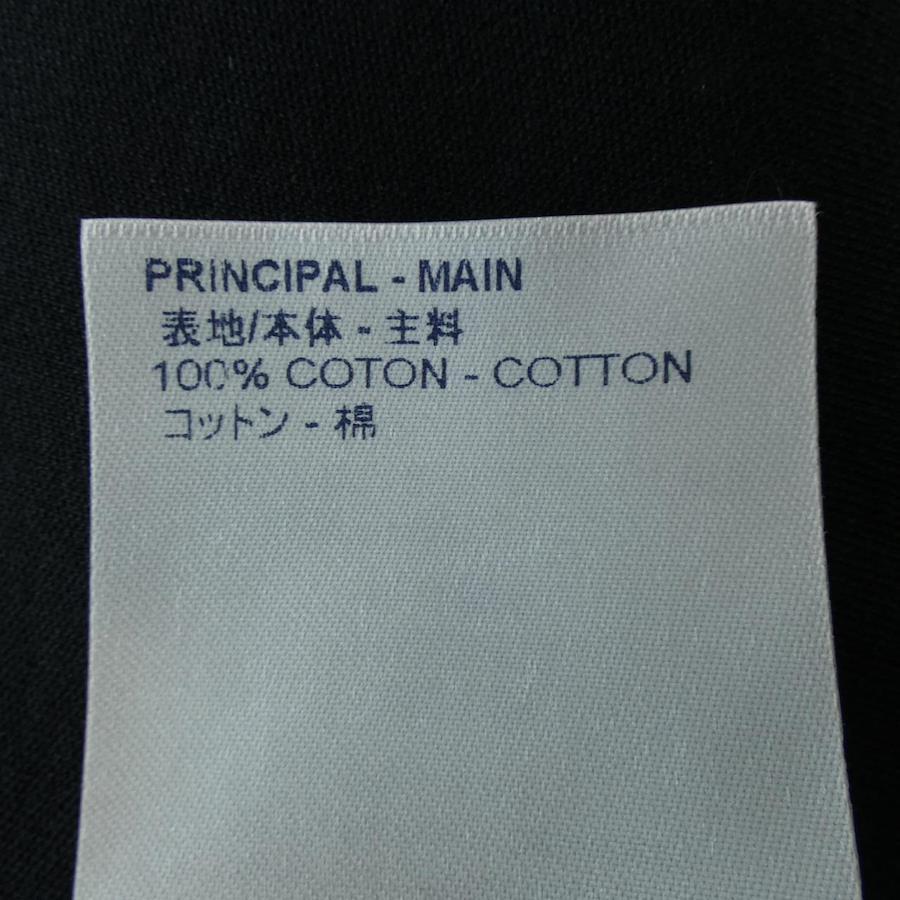 PRINCIPAL - MAIN
表地/本体 - 主料
100% COTON - COTTON
コットン - 棉